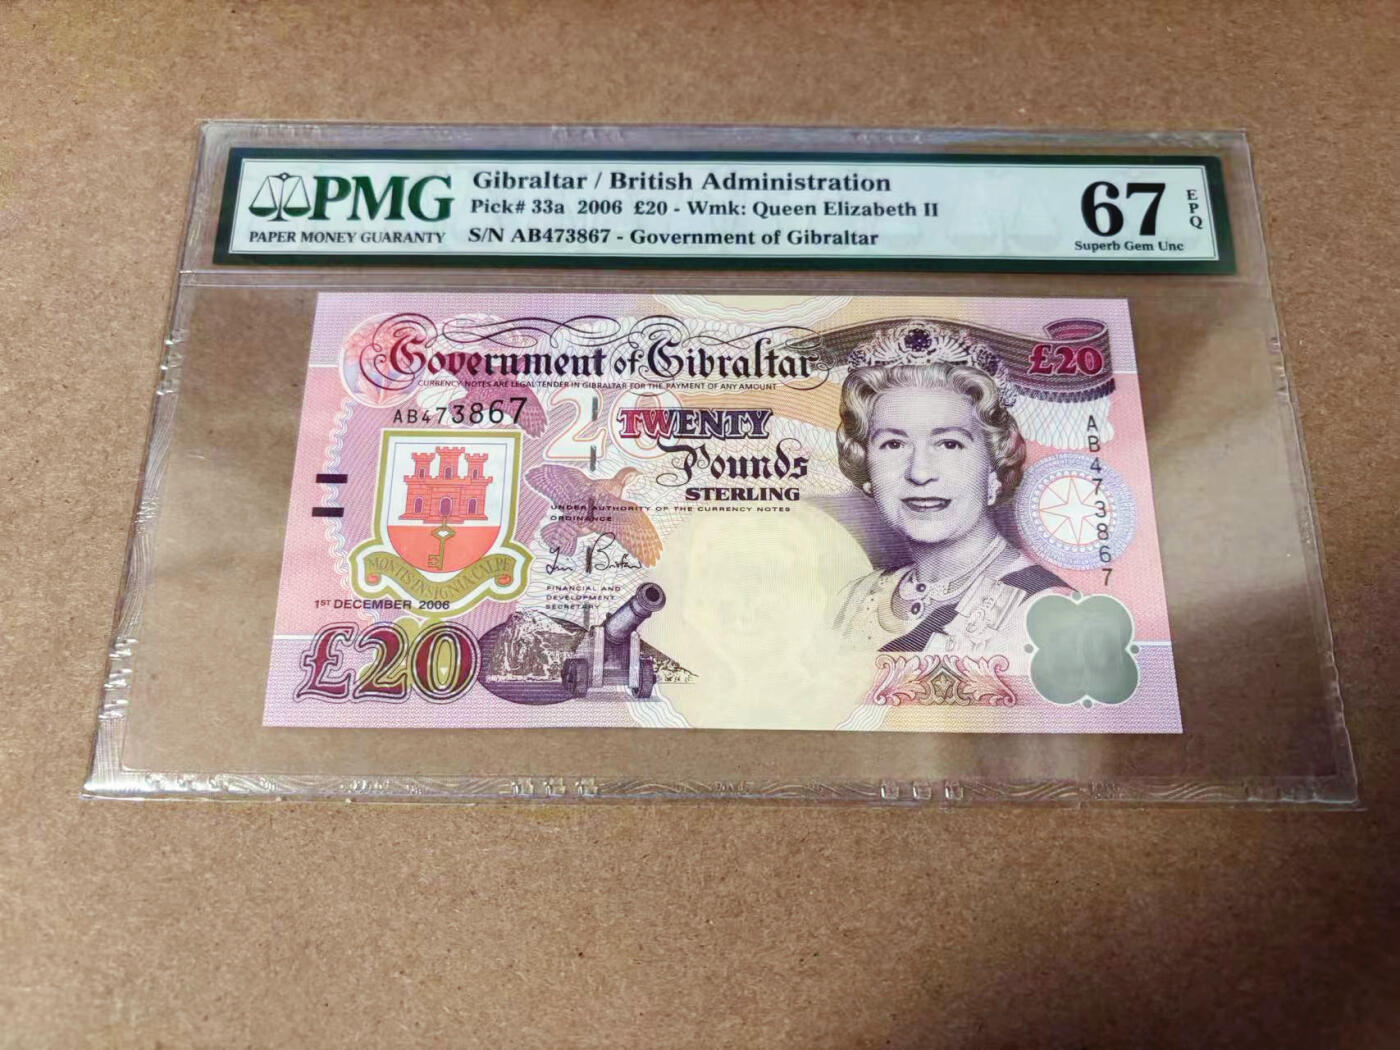 PMG
PAPER MONEY GUARANTY
Gibraltar / British Administration
Pick# 33a 2006 £20 - Wmk: Queen Elizabeth II
S/N AB473867 - Government of Gibraltar
67
EPQ
Superb Gem Unc
Government of Gibraltar
CURRENCY NOTES ARE LEGAL TENDER IN GIBRALTAR FOR THE PAYMENT OF ANY AMOUNT
£20
AB473867
20
TWENTY
Pounds
STERLING
UNDER AUTHORITY OF THE CURRENCY NOTES
ORDINANCE
FINANCIAL AND
DEVELOPMENT
SECRETARY
AB473867
MONTIS INSIGNIA CALPE
1ST DECEMBER 2006
£20